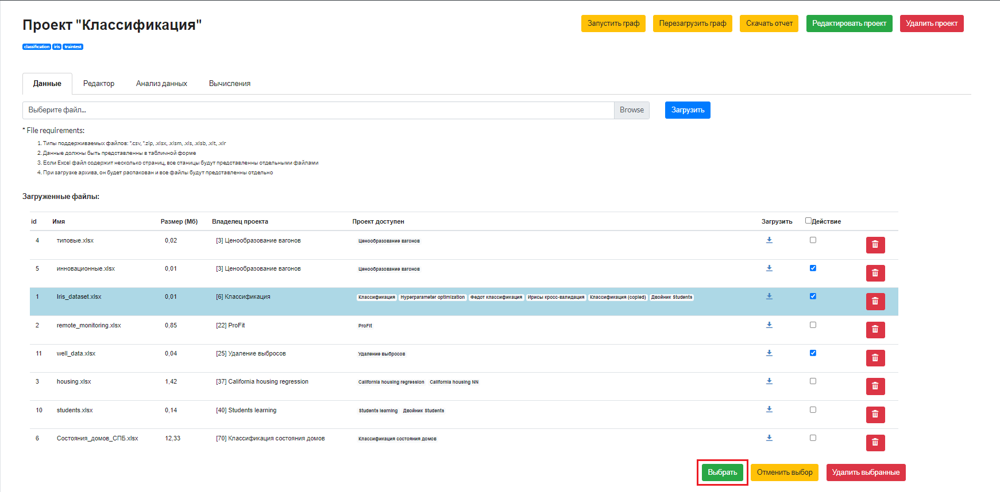 Проект "Классификация"
Запустить граф Перезагрузить граф Скачать отчет Редактировать проект Удалить проект
classification iris traintest
Данные Редактор Анализ данных Вычисления
Выберите файл... Browse Загрузить
* File requirements:
1. Типы поддерживаемых файлов: *.csv, *.zip, .xlsx, .xlsm, .xls, .xlsb, .xlt, .xlr
2. Данные должны быть представленны в табличной форме
3. Если Excel файл содержит несколько страниц, все станицы будут представленны отдельными файлами
4. При загрузке архива, он будет распакован и все файлы будут представленны отдельно
Загруженные файлы:
id Имя Размер (Мб) Владелец проекта Проект доступен Загрузить Действие
4 типовые.xlsx 0,02 [3] Ценообразование вагонов Ценообразование вагонов
5 инновационные.xlsx 0,01 [3] Ценообразование вагонов Ценообразование вагонов
1 Iris_dataset.xlsx 0,01 [6] Классификация Классификация Hyperparameter optimization Федот классификация Ирисы кросс-валидация Классификация (copied) Двойник Students
2 remote_monitoring.xlsx 0,85 [22] ProFit ProFit
11 well_data.xlsx 0,04 [25] Удаление выбросов Удаление выбросов
3 housing.xlsx 1,42 [37] California housing regression California housing regression California housing NN
10 students.xlsx 0,14 [40] Students learning Students learning Двойник Students
6 Состояния_домов_СПБ.xlsx 12,33 [70] Классификация состояния домов Классификация состояния домов
Выбрать Отменить выбор Удалить выбранные